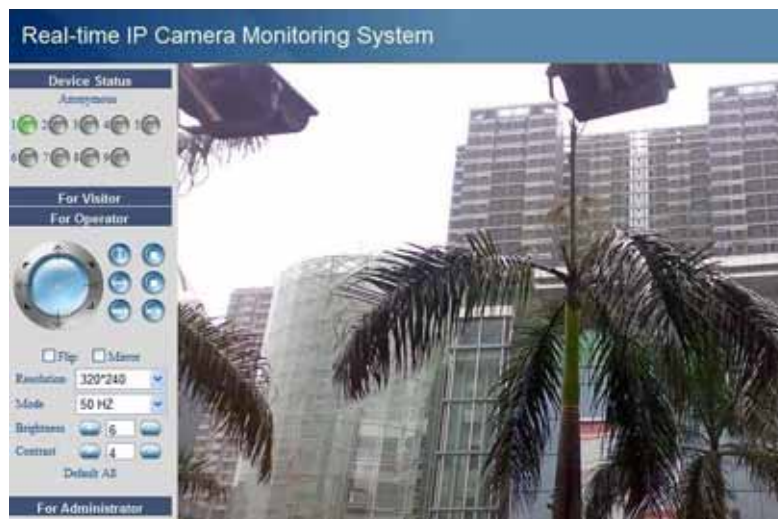 Real-time IP Camera Monitoring System
Device Status
Anonymous
1 2 3 4 5
6 7 8 9
For Visitor
For Operator
Flip Mirror
Resolution 320*240
Mode 50 HZ
Brightness 6
Contrast 4
Default All
For Administrator